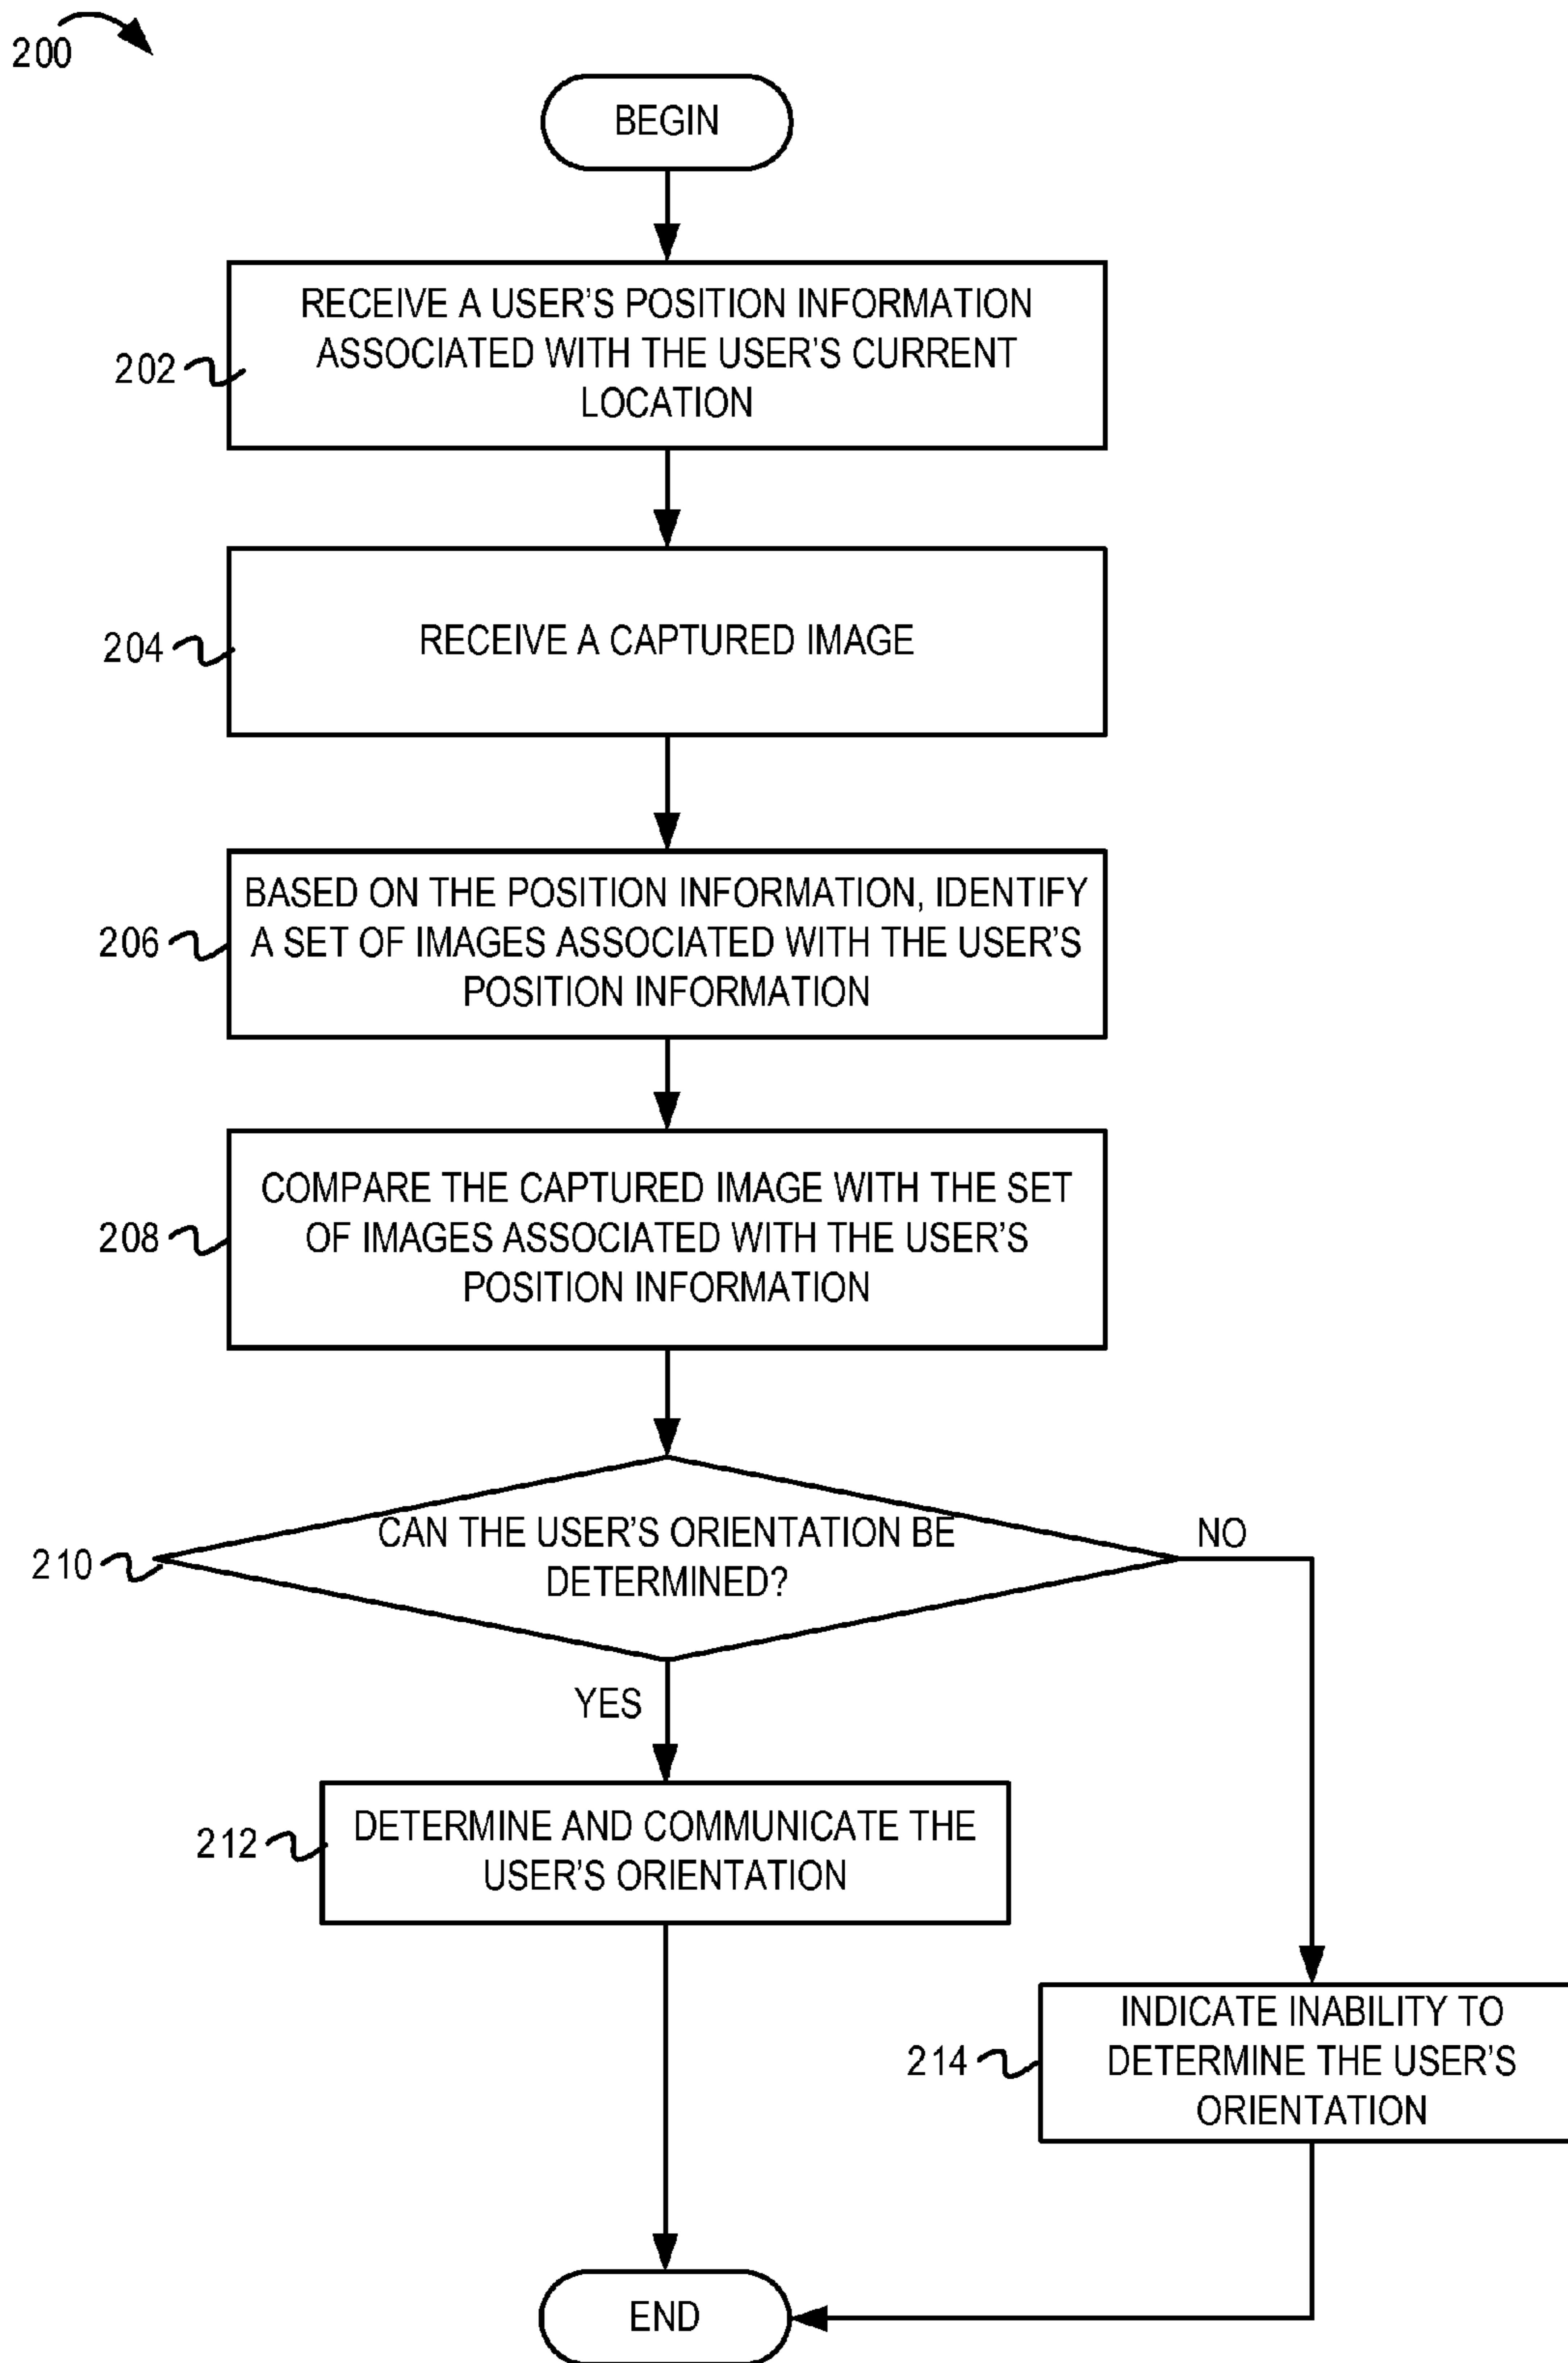 200
BEGIN
RECEIVE A USER'S POSITION INFORMATION
ASSOCIATED WITH THE USER'S CURRENT
LOCATION
202
RECEIVE A CAPTURED IMAGE
204
BASED ON THE POSITION INFORMATION, IDENTIFY
A SET OF IMAGES ASSOCIATED WITH THE USER'S
POSITION INFORMATION
206
COMPARE THE CAPTURED IMAGE WITH THE SET
OF IMAGES ASSOCIATED WITH THE USER'S
POSITION INFORMATION
208
CAN THE USER'S ORIENTATION BE
DETERMINED?
210
NO
YES
DETERMINE AND COMMUNICATE THE
USER'S ORIENTATION
212
INDICATE INABILITY TO
DETERMINE THE USER'S
ORIENTATION
214
END